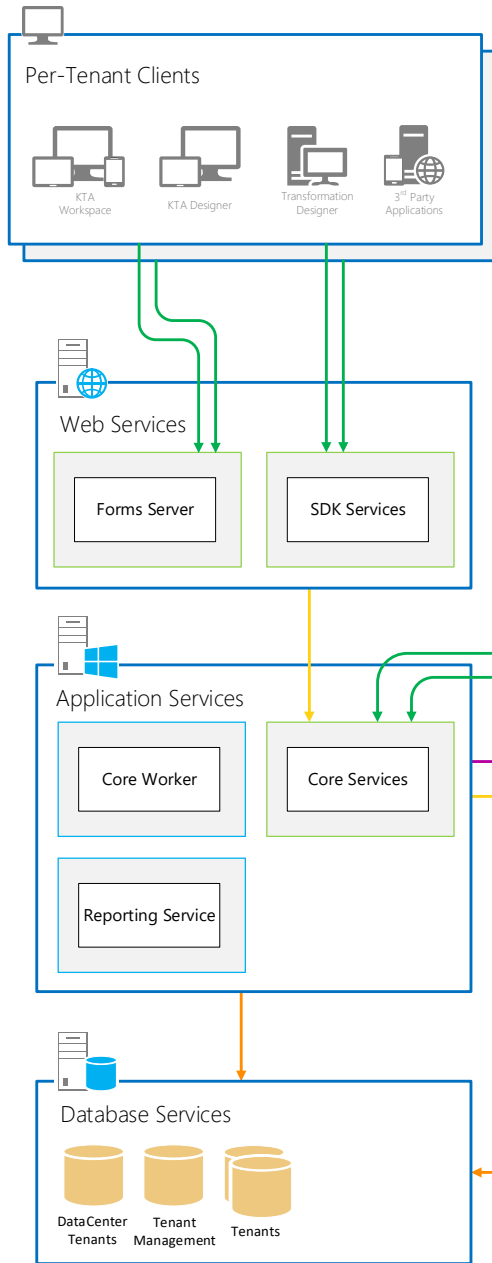 Per-Tenant Clients
KTA
Workspace
KTA Designer
Transformation
Designer
3rd Party
Applications
Web Services
Forms Server
SDK Services
Application Services
Core Worker
Core Services
Reporting Service
Database Services
DataCenter
Tenants
Tenant
Management
Tenants